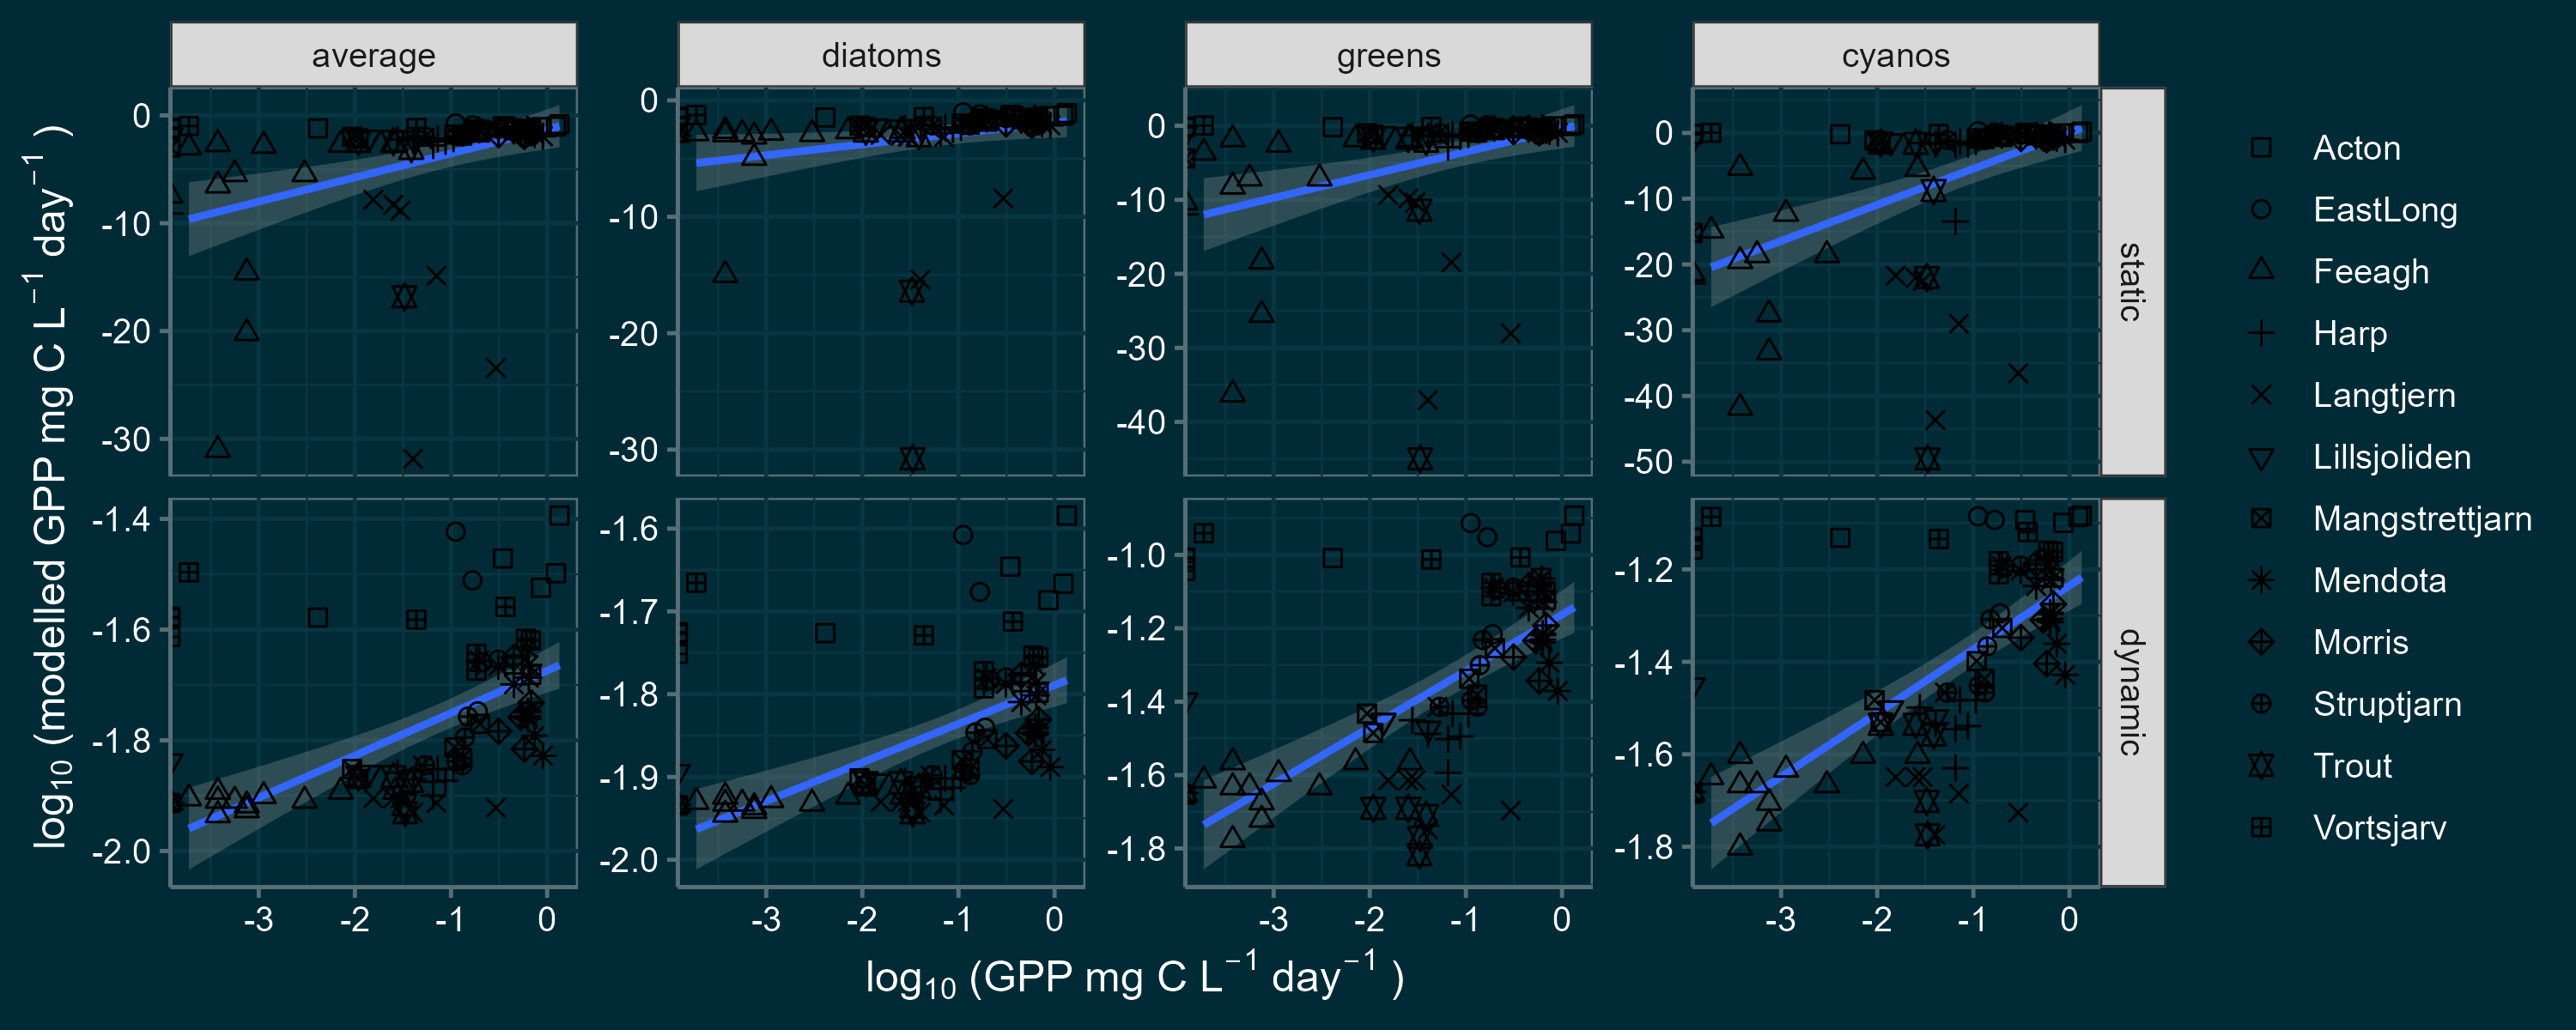 average diatoms greens cyanos
0 0 0 0
-10 -10 -10 -10
-20 -20 -20 -20
-30 -30 -30 -30
-40 -40
-50
static
-1.4 -1.6 -1.0 -1.2
-1.6 -1.7 -1.2 -1.4
-1.8 -1.8 -1.4 -1.6
-2.0 -1.9 -1.6 -1.8
-2.0 -1.8
dynamic
-3 -2 -1 0 -3 -2 -1 0 -3 -2 -1 0 -3 -2 -1 0
log₁₀ (modelled GPP mg C L⁻¹ day⁻¹ )
log₁₀ (GPP mg C L⁻¹ day⁻¹ )
Acton
EastLong
Feeagh
Harp
Langtjern
Lillsjoliden
Mangstrettjarn
Mendota
Morris
Struptjarn
Trout
Vortsjarv